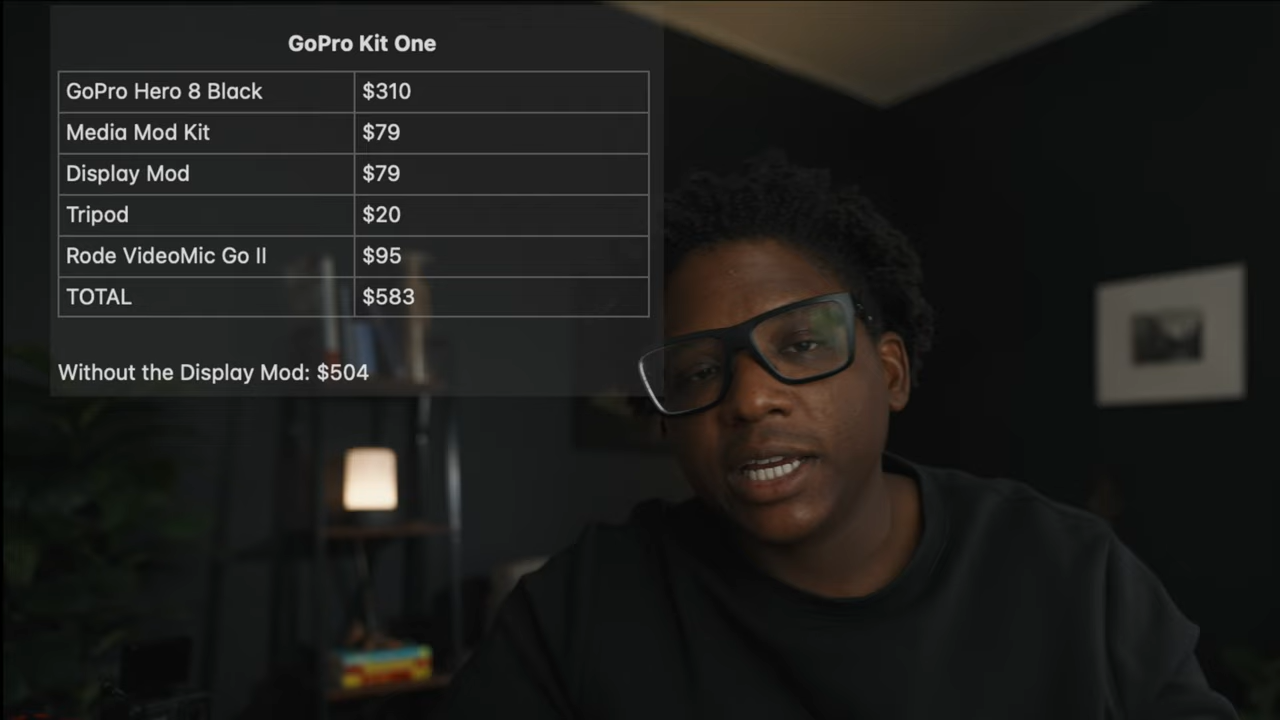 GoPro Kit One
GoPro Hero 8 Black $310
Media Mod Kit $79
Display Mod $79
Tripod $20
Rode VideoMic Go II $95
TOTAL $583
Without the Display Mod: $504